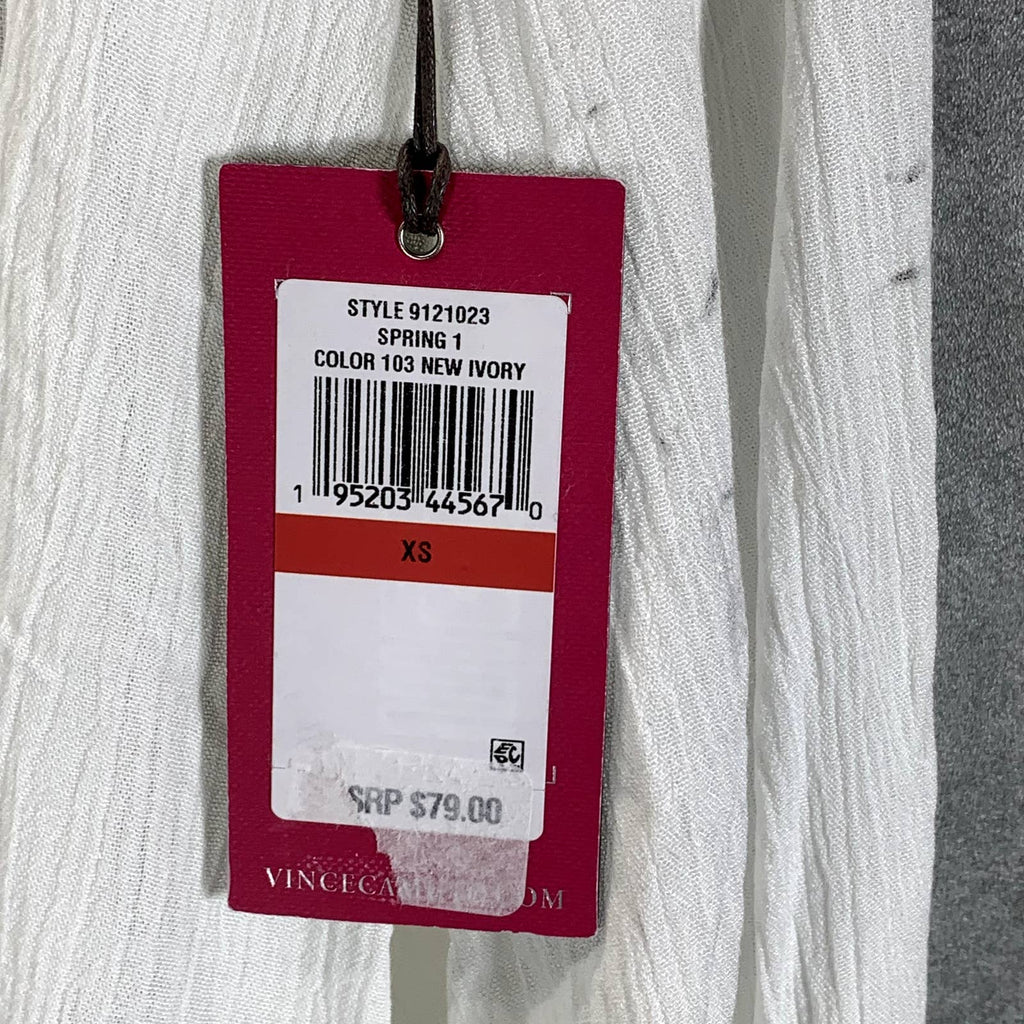 STYLE 9121023
SPRING 1
COLOR 103 NEW IVORY
1 95203 44567 0
XS
SRP $79.00